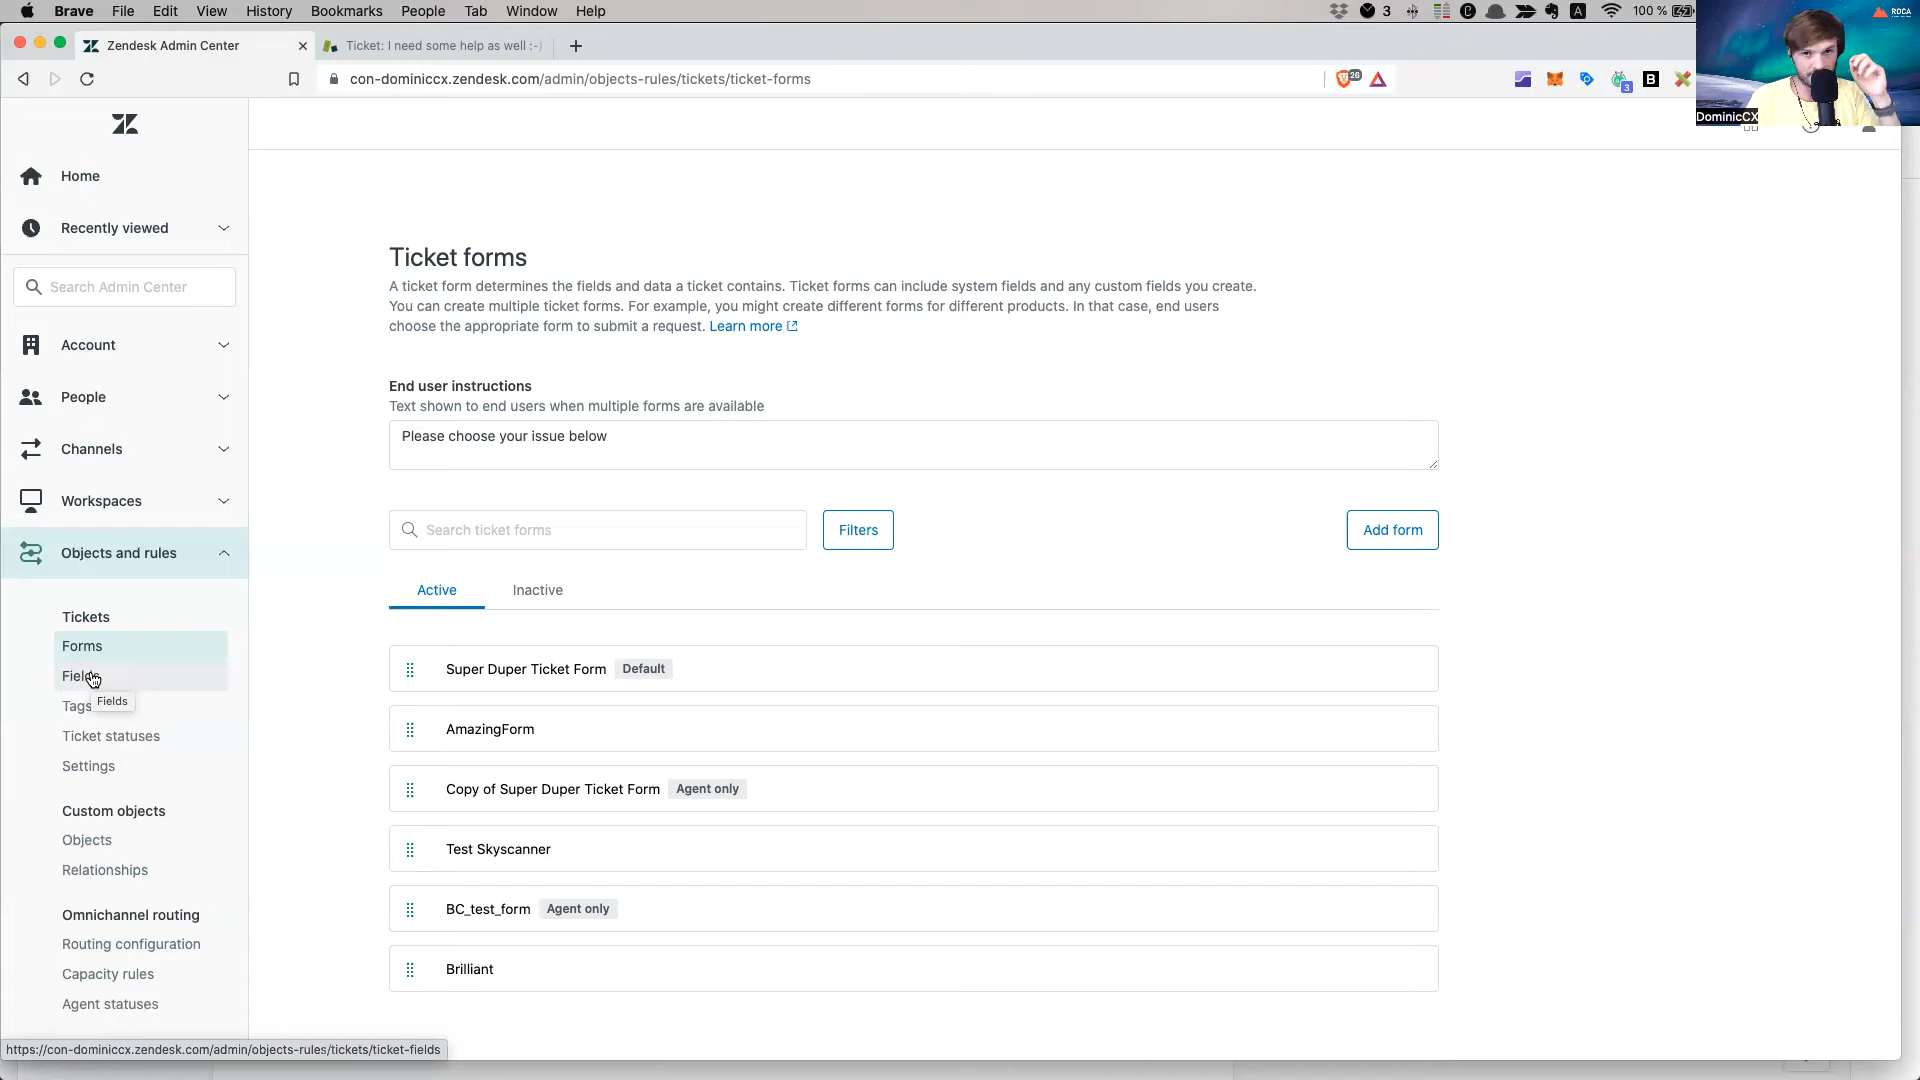 Brave File Edit View History Bookmarks People Tab Window Help
3
A
100 %
ROCA
Zendesk Admin Center
Ticket: I need some help as well :-)
con-dominiccx.zendesk.com/admin/objects-rules/tickets/ticket-forms
26
3
B
DominicCX
Home
Recently viewed
Search Admin Center
Account
People
Channels
Workspaces
Objects and rules
Tickets
Forms
Fields
Fields
Tags
Ticket statuses
Settings
Custom objects
Objects
Relationships
Omnichannel routing
Routing configuration
Capacity rules
Agent statuses
Ticket forms
A ticket form determines the fields and data a ticket contains. Ticket forms can include system fields and any custom fields you create.
You can create multiple ticket forms. For example, you might create different forms for different products. In that case, end users
choose the appropriate form to submit a request. Learn more
End user instructions
Text shown to end users when multiple forms are available
Please choose your issue below
Search ticket forms
Filters
Add form
Active
Inactive
Super Duper Ticket Form Default
AmazingForm
Copy of Super Duper Ticket Form Agent only
Test Skyscanner
BC_test_form Agent only
Brilliant
https://con-dominiccx.zendesk.com/admin/objects-rules/tickets/ticket-fields